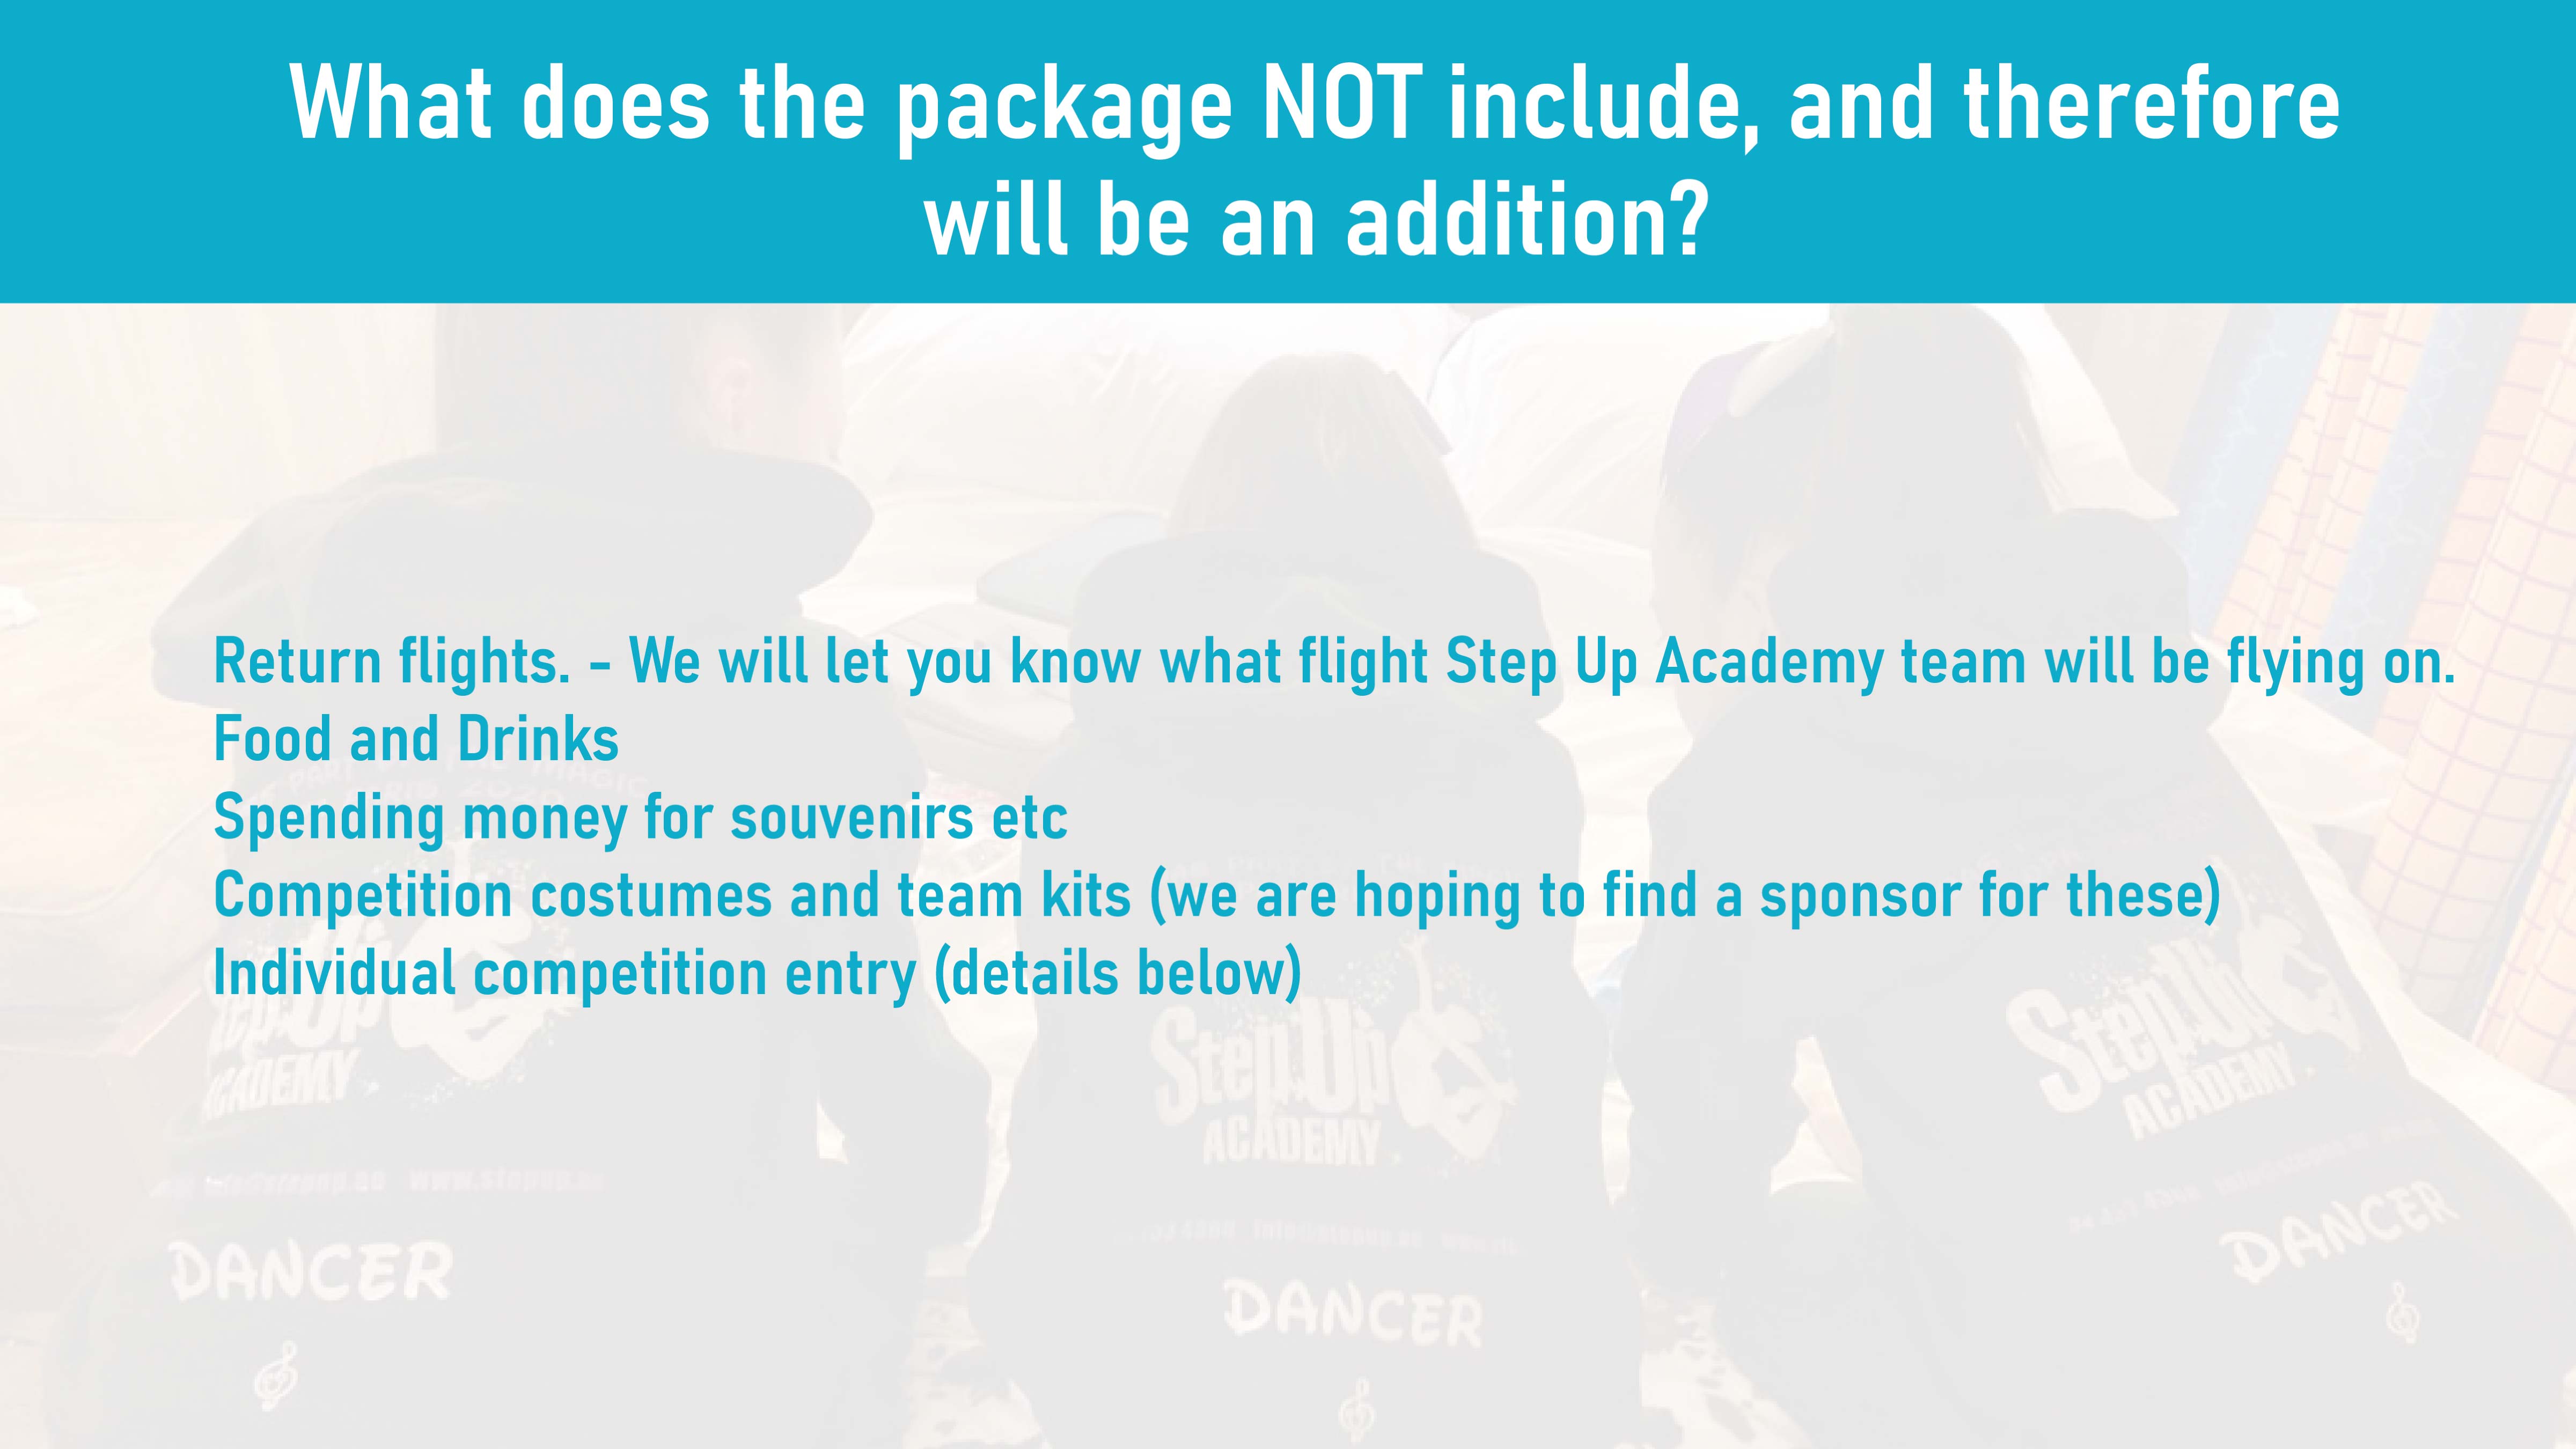 What does the package NOT include, and therefore
will be an addition?
Return flights. - We will let you know what flight Step Up Academy team will be flying on.
Food and Drinks
Spending money for souvenirs etc
Competition costumes and team kits (we are hoping to find a sponsor for these)
Individual competition entry (details below)
Step Up
ACADEMY
DANCER
Step Up
ACADEMY
DANCER
Step Up
ACADEMY
DANCER